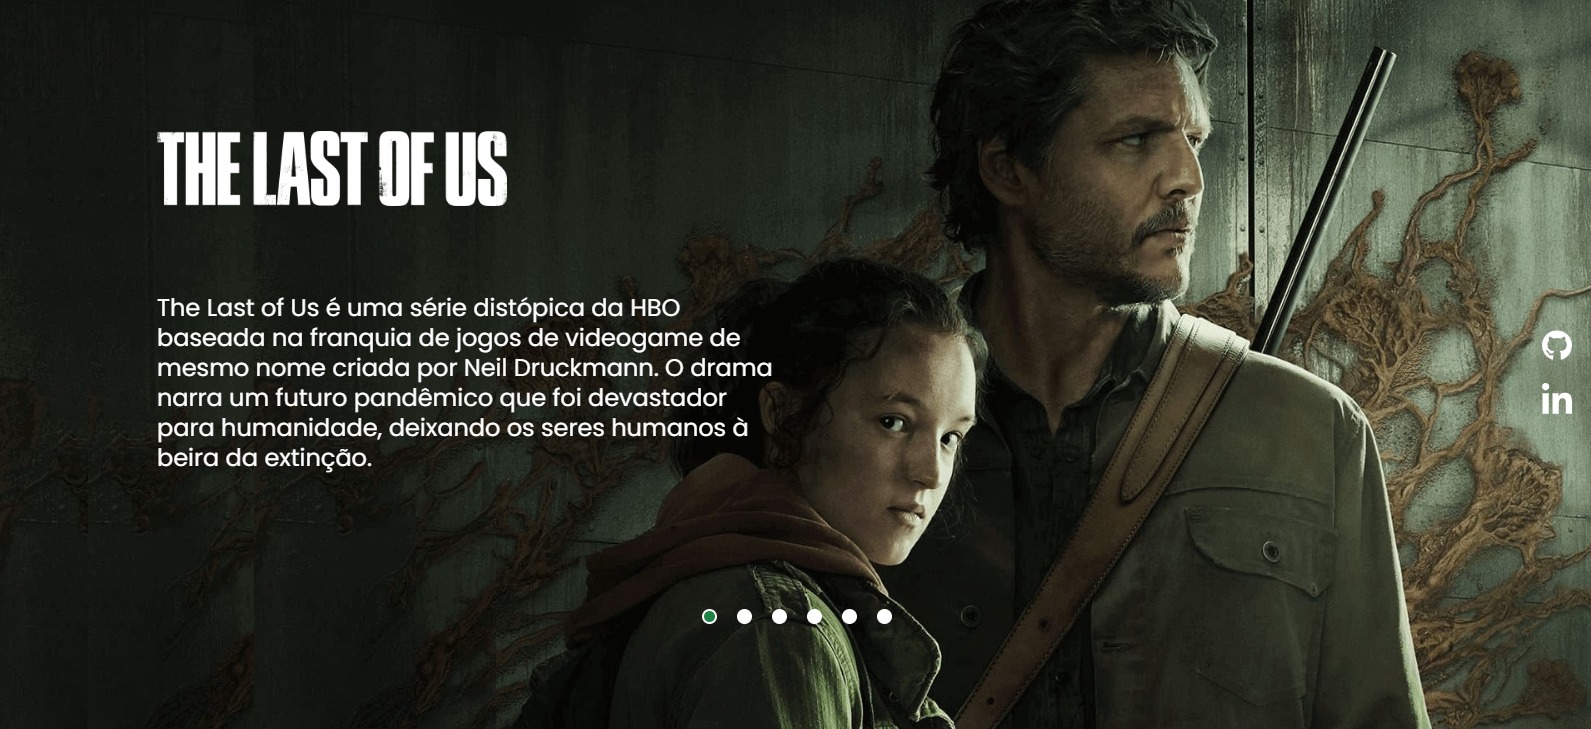 THE LAST OF US
The Last of Us é uma série distópica da HBO
baseada na franquia de jogos de videogame de
mesmo nome criada por Neil Druckmann. O drama
narra um futuro pandêmico que foi devastador
para humanidade, deixando os seres humanos à
beira da extinção.
in